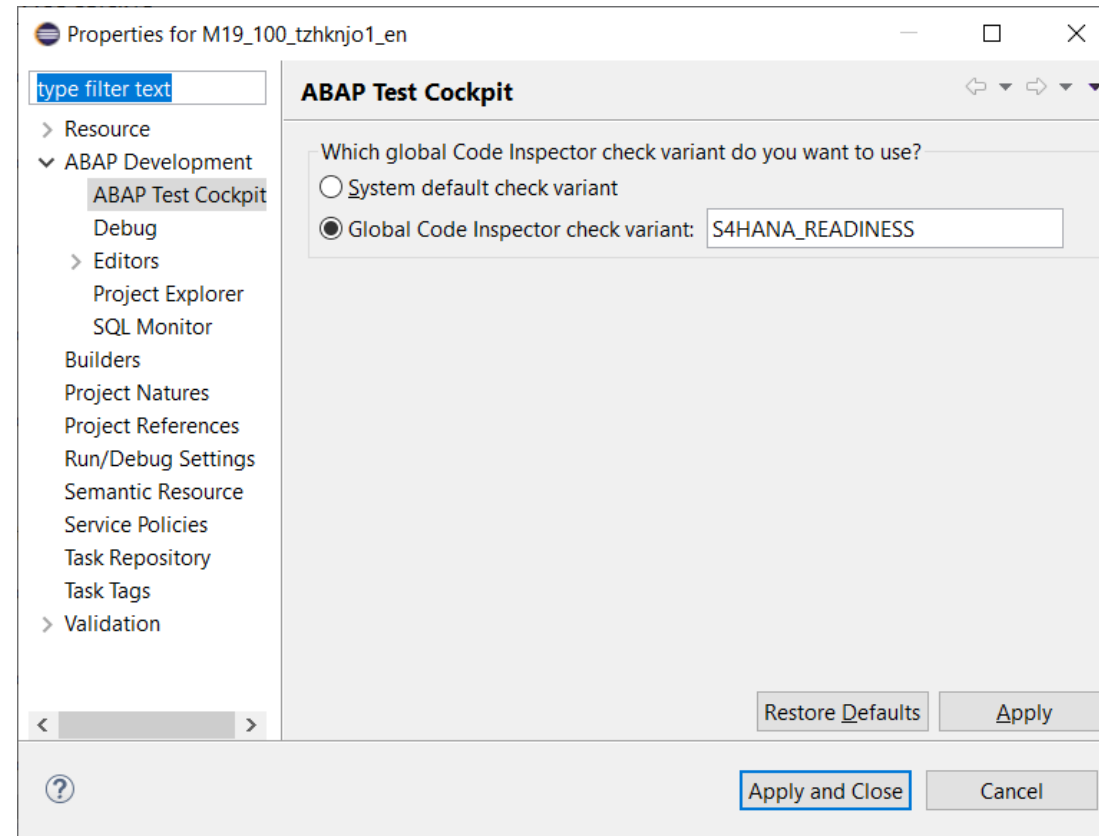 Properties for M19_100_tzhknjo1_en
type filter text
Resource
ABAP Development
ABAP Test Cockpit
Debug
Editors
Project Explorer
SQL Monitor
Builders
Project Natures
Project References
Run/Debug Settings
Semantic Resource
Service Policies
Task Repository
Task Tags
Validation
ABAP Test Cockpit
Which global Code Inspector check variant do you want to use?
System default check variant
Global Code Inspector check variant: S4HANA_READINESS
Restore Defaults Apply
Apply and Close Cancel